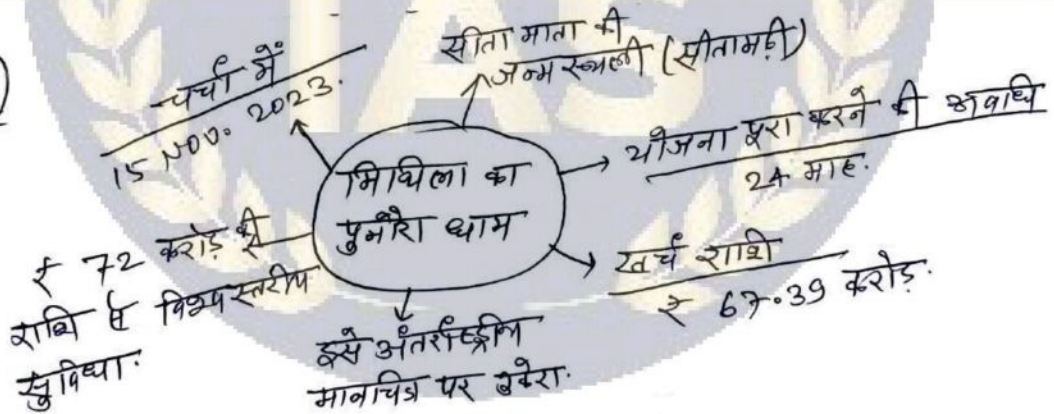 )
IAS
चर्चा में
15 NOV. 2023.
सीता माता की
जन्म स्थली (सीतामढ़ी)
योजना पूरा करने की अवधि
24 माह.
मिथिला का
पुनौरा धाम
खर्च राशी
₹ 67.39 करोड़.
₹ 72 करोड़ की
राशि से विश्वस्तरीय
सुविधा.
इसे अंतर्राष्ट्रीय
मानचित्र पर उकेरा.